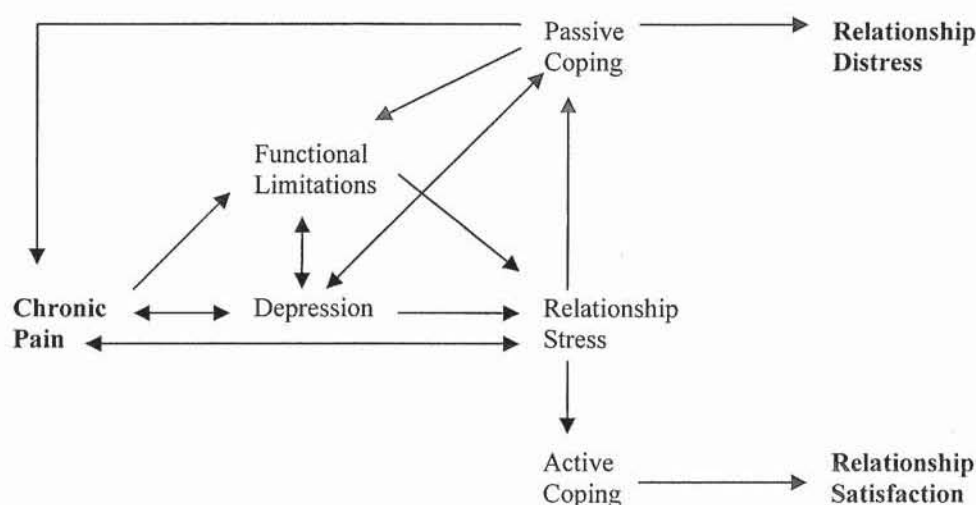 Passive
Coping
Relationship
Distress
Functional
Limitations
Chronic
Pain
Depression
Relationship
Stress
Active
Coping
Relationship
Satisfaction